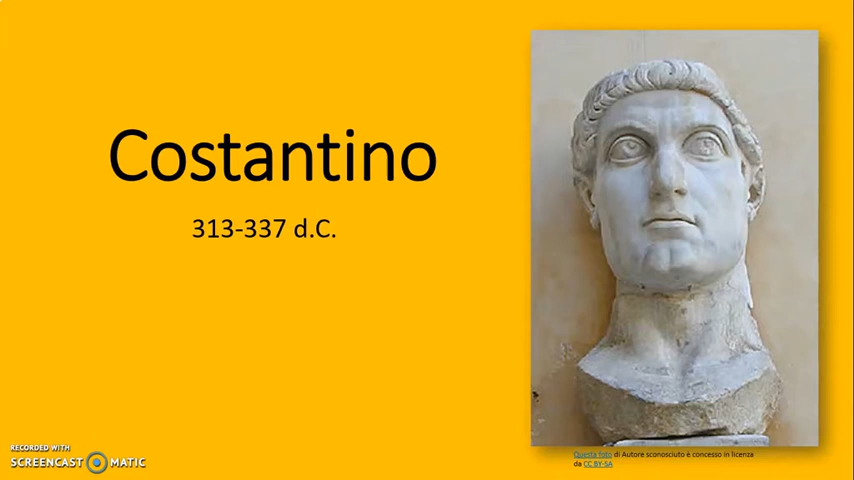 Costantino
313-337 d.C.
Questa foto di Autore sconosciuto è concesso in licenza
da CC BY-SA
RECORDED WITH
SCREENCAST MATIC